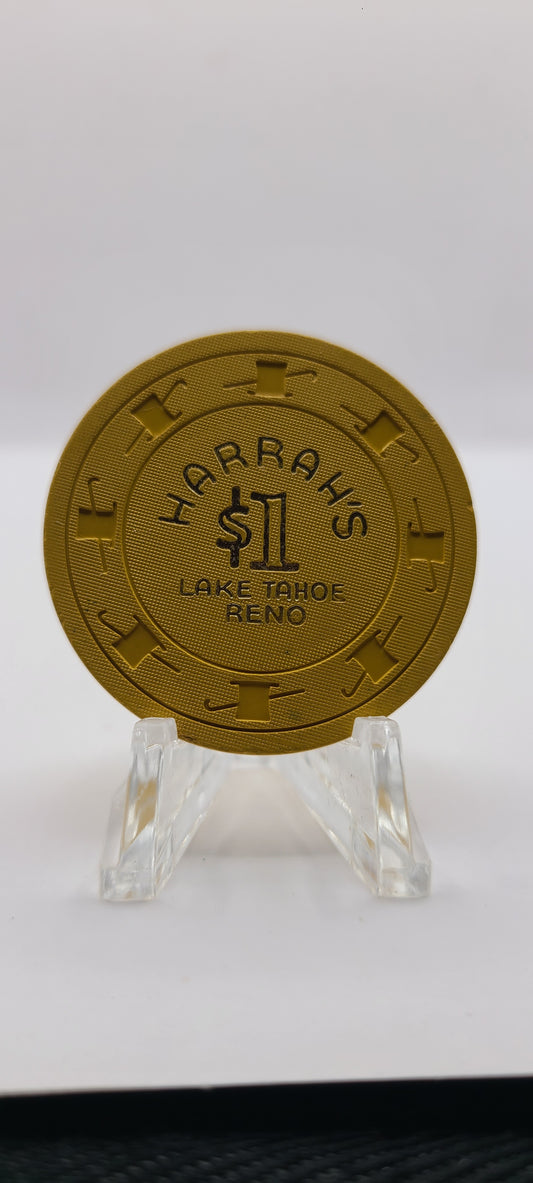 HARRAH'S
$1
LAKE TAHOE
RENO